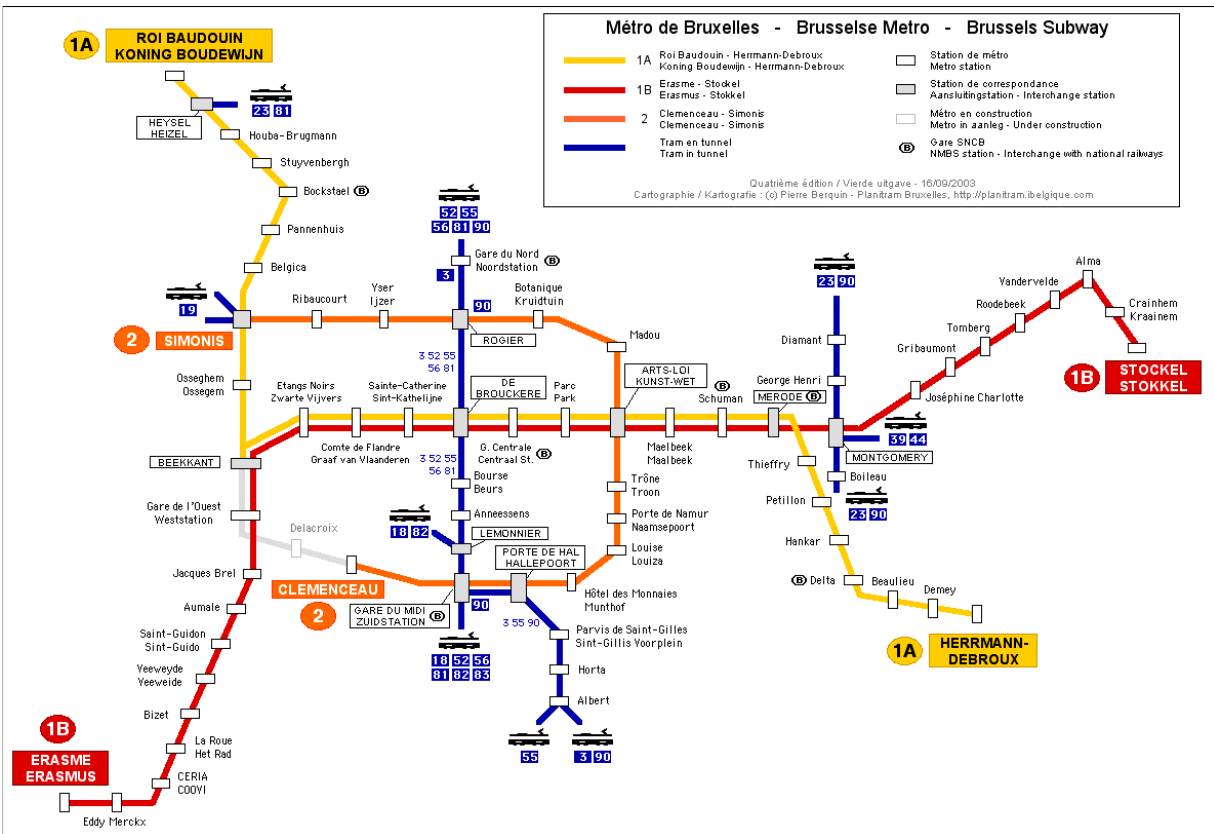 1A
ROI BAUDOUIN
KONING BOUDEWIJN
Métro de Bruxelles - Brusselse Metro - Brussels Subway
1A
Roi Baudouin - Herrmann-Debroux
Koning Boudewijn - Herrmann-Debroux
1B
Erasme - Stockel
Erasmus - Stokkel
2
Clemenceau - Simonis
Clemenceau - Simonis
Tram en tunnel
Tram in tunnel
Station de métro
Metro station
Station de correspondance
Aansluitingstation - Interchange station
Métro en construction
Metro in aanleg - Under construction
B
Gare SNCB
NMBS station - Interchange with national railways
Quatrième édition / Vierde uitgave - 16/09/2003
Cartographie / Kartografie : (c) Pierre Berquin - Planitram Bruxelles, http://planitram.ibelgique.com
23 81
HEYSEL
HEIZEL
Houba-Brugmann
Stuyvenbergh
Bockstael B
Pannenhuis
Belgica
52 55
56 81 90
Gare du Nord
Noordstation B
3
90
19
2
SIMONIS
Ribaucourt
Yser
Ijzer
ROGIER
Botanique
Kruidtuin
Madou
3 52 55
56 81
Osseghem
Ossegem
Etangs Noirs
Zwarte Vijvers
Sainte-Catherine
Sint-Kathelijne
DE
BROUCKERE
Parc
Park
ARTS-LOI
KUNST-WET
B
Schuman
MERODE B
23 90
Diamant
George Henri
Alma
Vandervelde
Roodebeek
Tomberg
Gribaumont
Joséphine Charlotte
Crainhem
Kraainem
1B
STOCKEL
STOKKEL
BEEKKANT
Comte de Flandre
Graaf van Vlaanderen
G. Centrale
Centraal St. B
Maelbeek
Maalbeek
39 44
MONTGOMERY
Boileau
23 90
3 52 55
56 81
Bourse
Beurs
Anneessens
18 82
LEMONNIER
Gare de l'Ouest
Weststation
Delacroix
CLEMENCEAU
2
GARE DU MIDI B
ZUIDSTATION
90
PORTE DE HAL
HALLEPOORT
3 55 90
18 52 56
81 82 83
Trône
Troon
Porte de Namur
Naamsepoort
Louise
Louiza
Hôtel des Monnaies
Munthof
Parvis de Saint-Gilles
Sint-Gillis Voorplein
Horta
Albert
55
3 90
Thieffry
Petillon
Hankar
B Delta
Beaulieu
Demey
1A
HERRMANN-
DEBROUX
Jacques Brel
Aumale
Saint-Guidon
Sint-Guido
Veeweyde
Veeweide
Bizet
La Roue
Het Rad
CERIA
COOVI
Eddy Merckx
1B
ERASME
ERASMUS